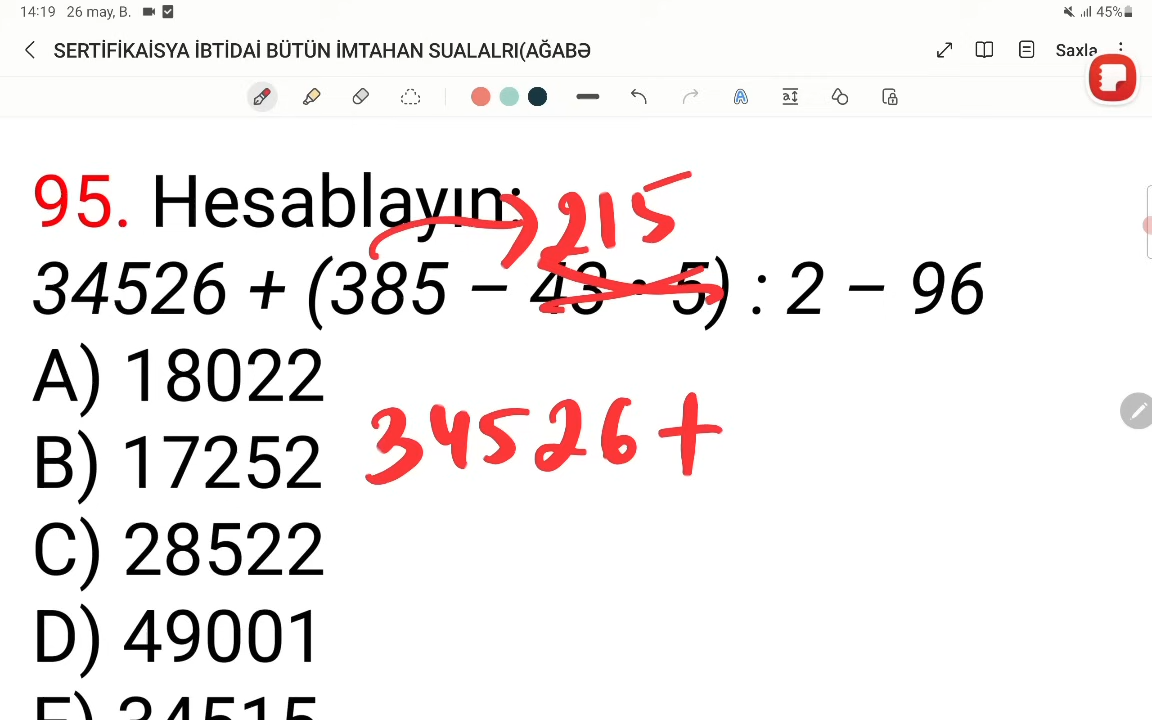 14:19 26 may, B. 45%
SERTİFİKAİSYA İBTİDAİ BÜTÜN İMTAHAN SUALALRI(AĞABƏ Saxla
95. Hesablayın:
215
34526 + (385 – 43 · 5) : 2 – 96
A) 18022
34526 +
B) 17252
C) 28522
D) 49001
E) 34515